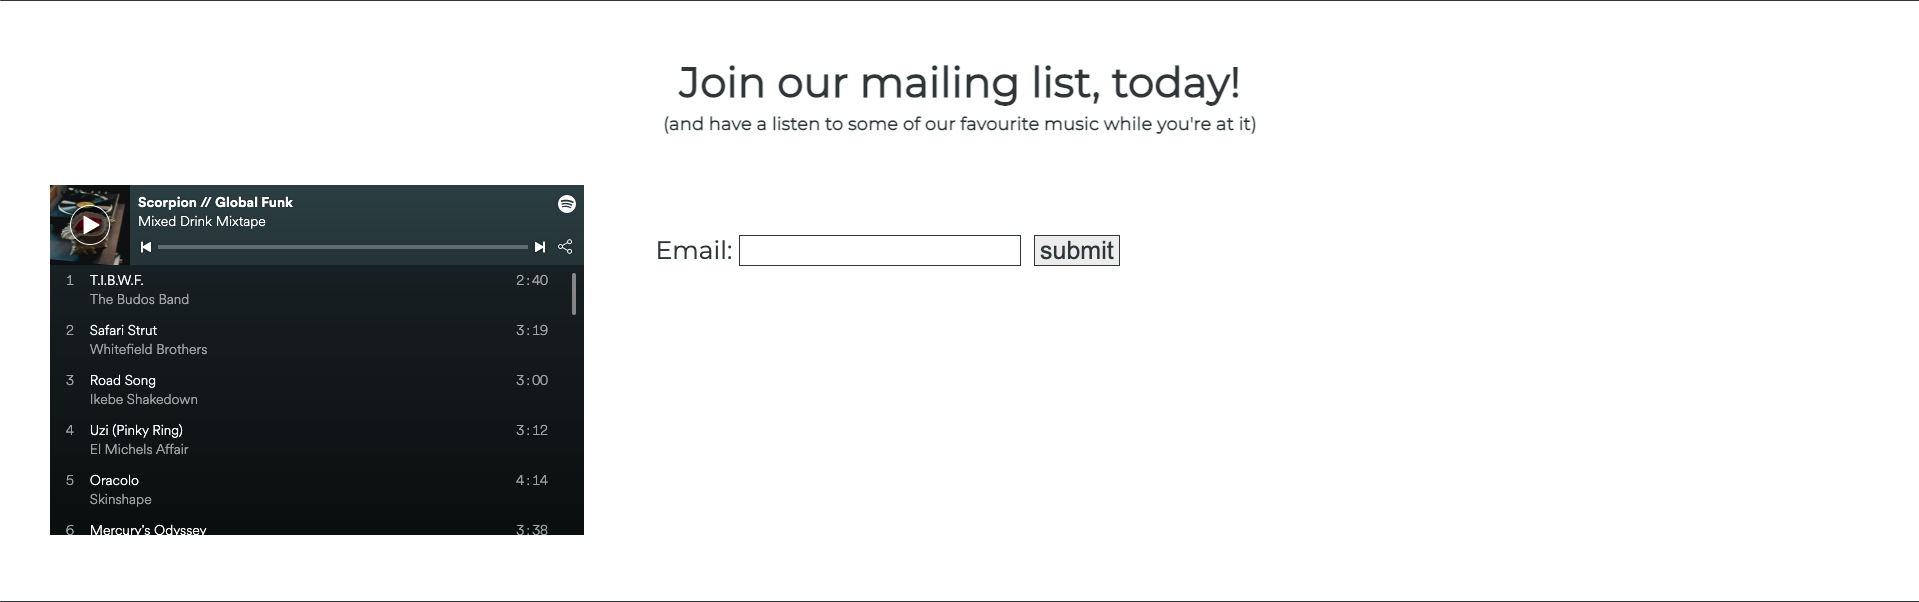 Join our mailing list, today!
(and have a listen to some of our favourite music while you're at it)
Scorpion // Global Funk
Mixed Drink Mixtape
1 T.I.B.W.F. 2:40
The Budos Band
2 Safari Strut 3:19
Whitefield Brothers
3 Road Song 3:00
Ikebe Shakedown
4 Uzi (Pinky Ring) 3:12
El Michels Affair
5 Oracolo 4:14
Skinshape
6 Mercury's Odyssey 3:38
Email: submit